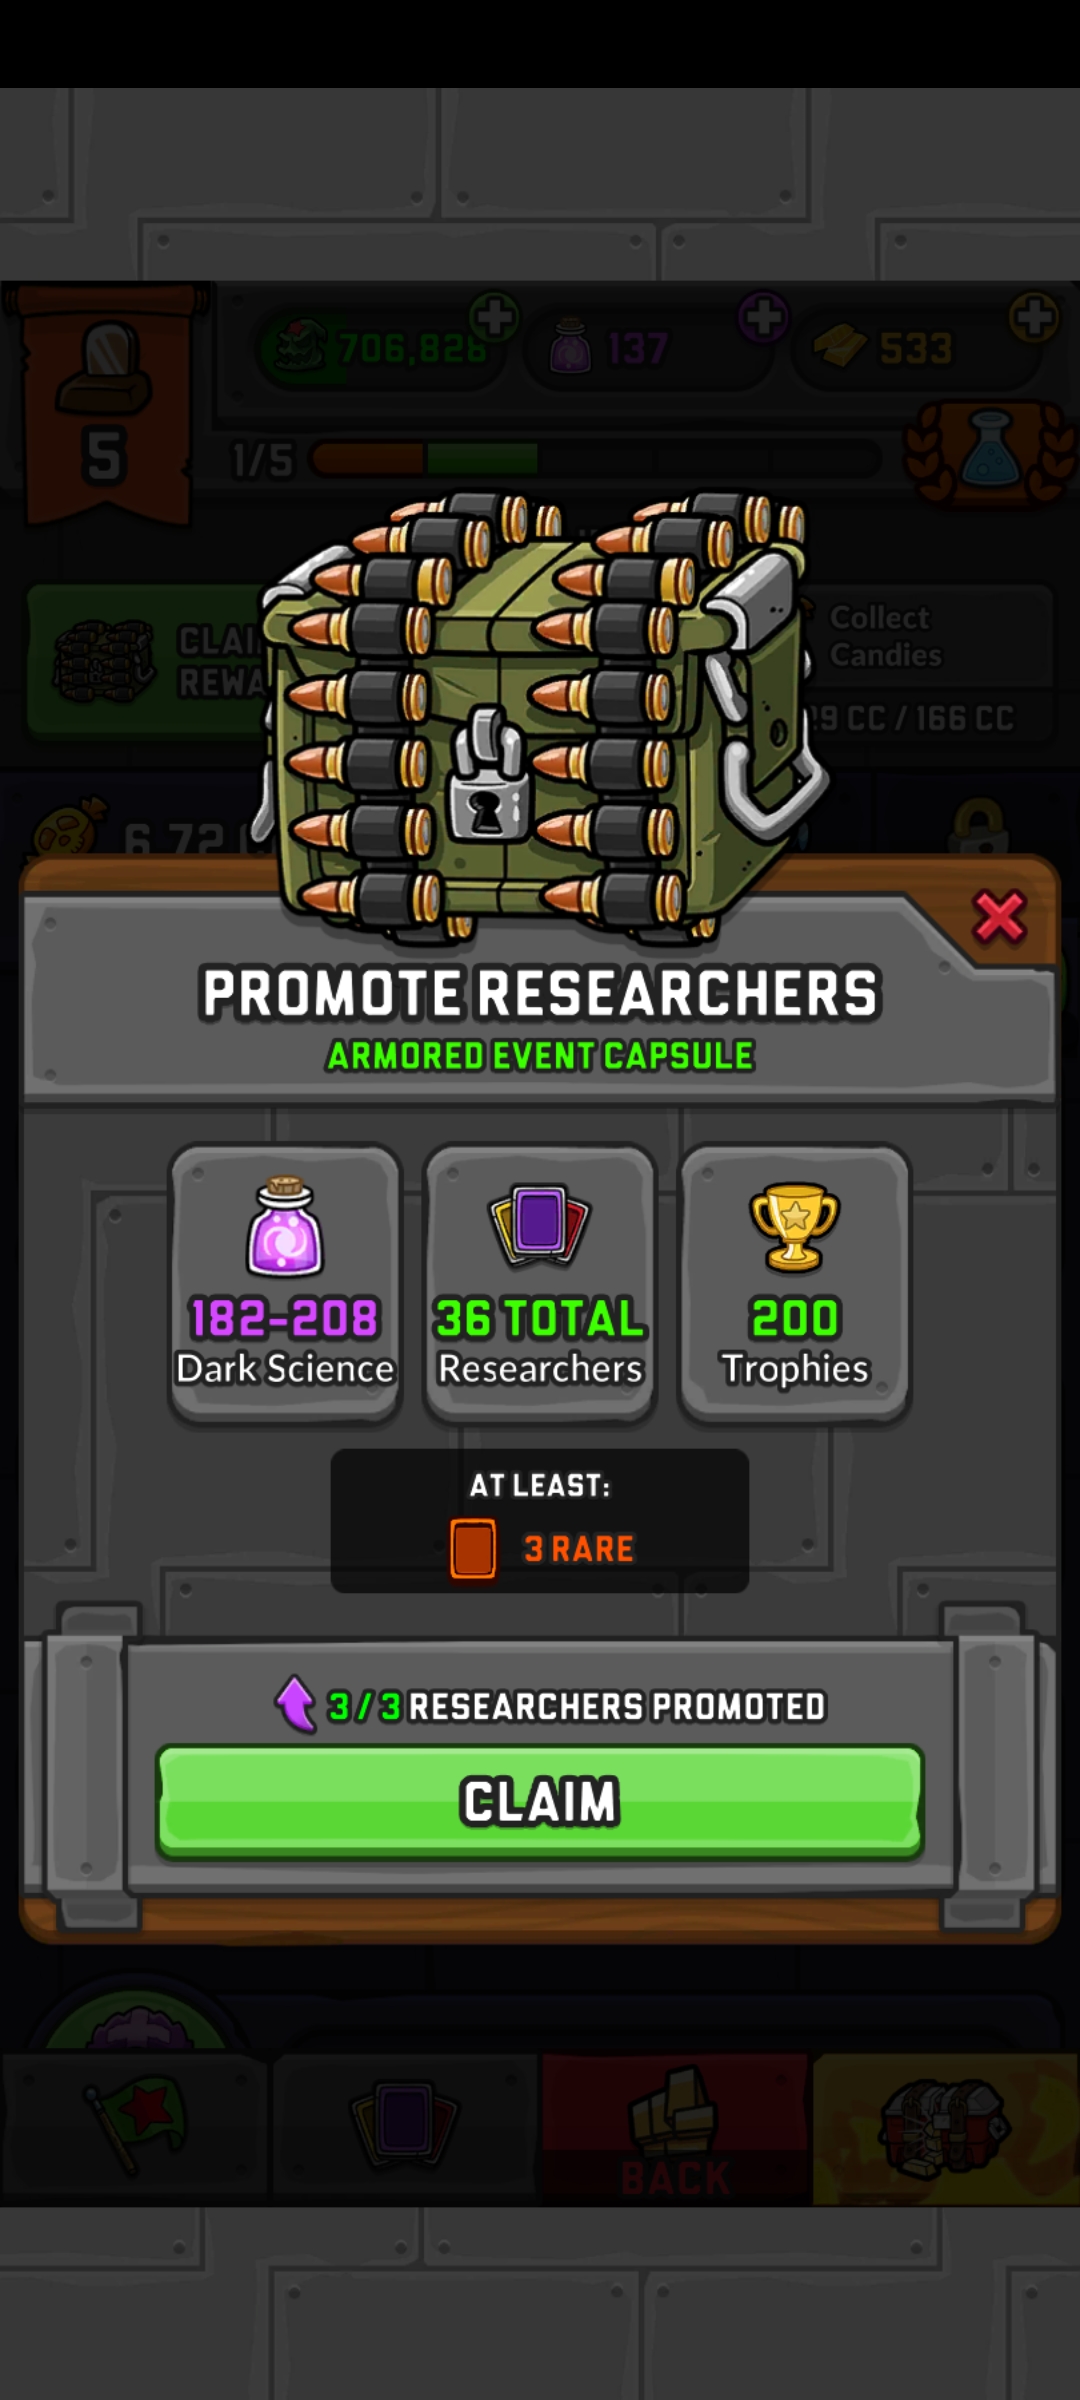 706,828
137
533
5
1/5
CLAI
REWA
Collect
Candies
29 CC / 166 CC
6.72
PROMOTE RESEARCHERS
ARMORED EVENT CAPSULE
182-208
Dark Science
36 TOTAL
Researchers
200
Trophies
AT LEAST:
3 RARE
3 / 3 RESEARCHERS PROMOTED
CLAIM
BACK